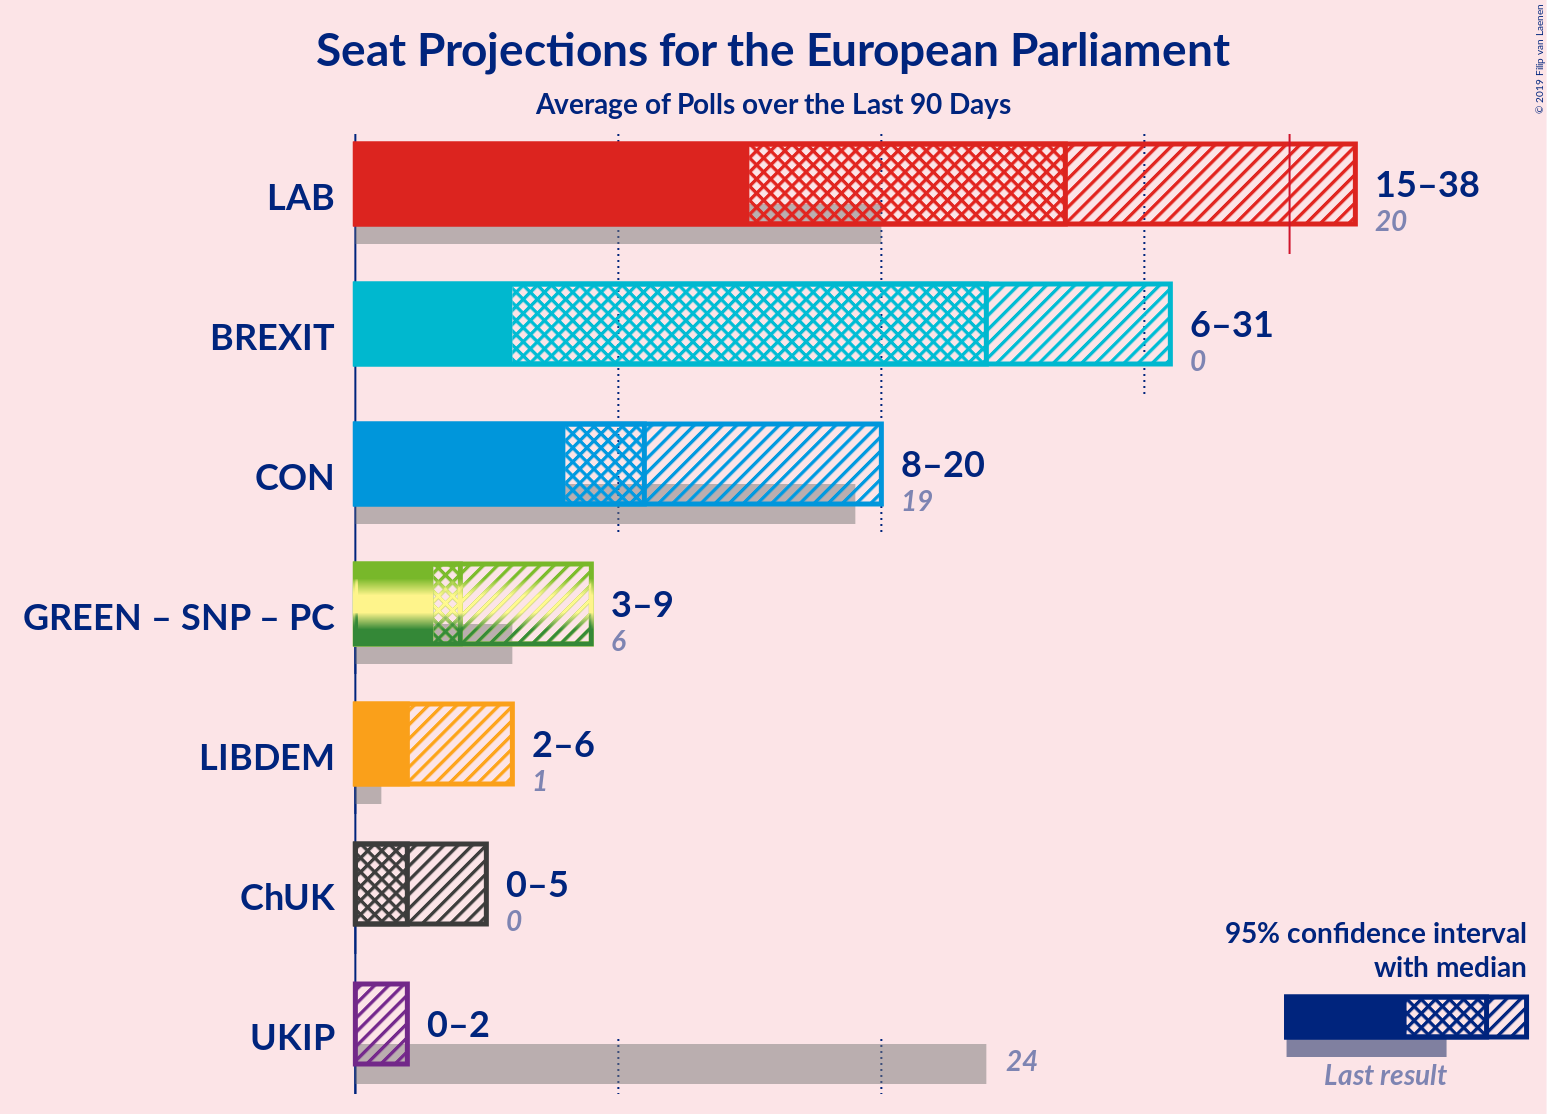 Seat Projections for the European Parliament
Average of Polls over the Last 90 Days
© 2019 Filip van Laenen
LAB
15–38
20
BREXIT
6–31
0
CON
8–20
19
GREEN – SNP – PC
3–9
6
LIBDEM
2–6
1
ChUK
0–5
0
UKIP
0–2
24
95% confidence interval
with median
Last result